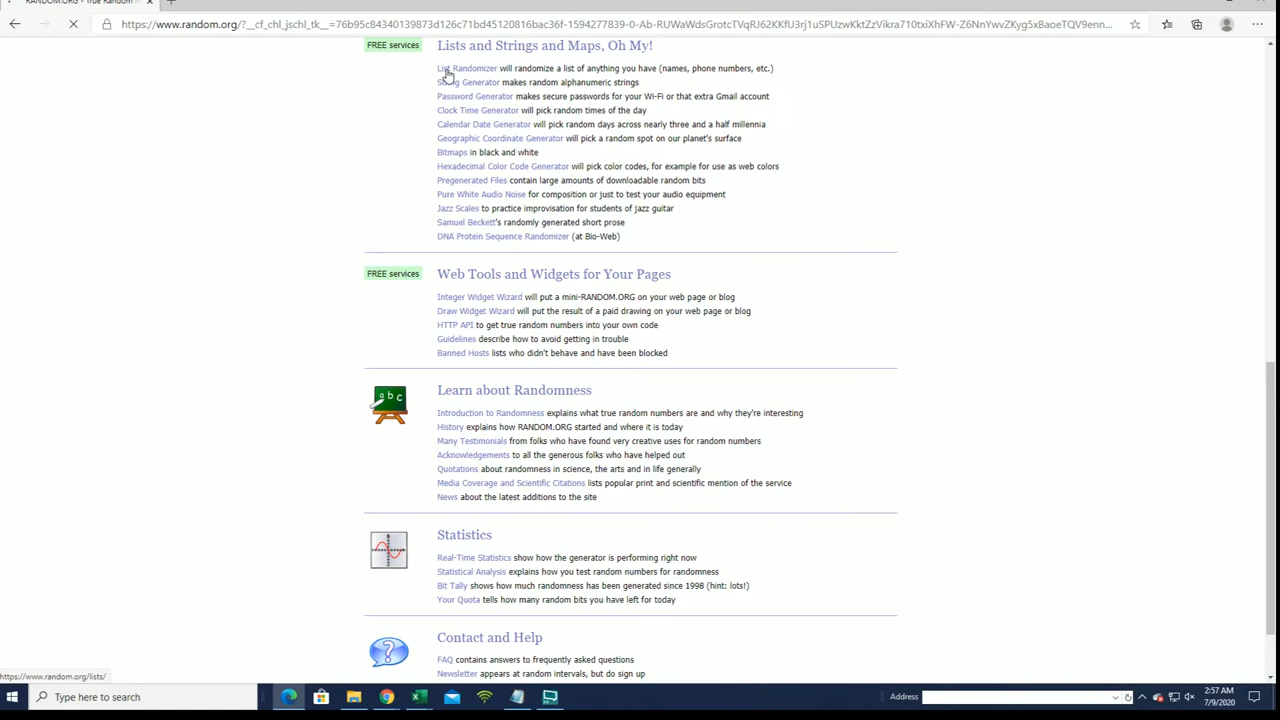 RANDOM.ORG - True Random
https://www.random.org/?__cf_chl_jschl_tk__=76b95c84340139873d126c71bd45120816bac36f-1594277839-0-Ab-RUWaWdsGrotcTVqRJ62KKfU3rj1uSPUzwKktZzVikra710txiXhFW-Z6NnYwvZKyg5xBaoeTQV9enn...
FREE services
Lists and Strings and Maps, Oh My!
List Randomizer will randomize a list of anything you have (names, phone numbers, etc.)
String Generator makes random alphanumeric strings
Password Generator makes secure passwords for your Wi-Fi or that extra Gmail account
Clock Time Generator will pick random times of the day
Calendar Date Generator will pick random days across nearly three and a half millennia
Geographic Coordinate Generator will pick a random spot on our planet's surface
Bitmaps in black and white
Hexadecimal Color Code Generator will pick color codes, for example for use as web colors
Pregenerated Files contain large amounts of downloadable random bits
Pure White Audio Noise for composition or just to test your audio equipment
Jazz Scales to practice improvisation for students of jazz guitar
Samuel Beckett's randomly generated short prose
DNA Protein Sequence Randomizer (at Bio-Web)
FREE services
Web Tools and Widgets for Your Pages
Integer Widget Wizard will put a mini-RANDOM.ORG on your web page or blog
Draw Widget Wizard will put the result of a paid drawing on your web page or blog
HTTP API to get true random numbers into your own code
Guidelines describe how to avoid getting in trouble
Banned Hosts lists who didn't behave and have been blocked
abc
Learn about Randomness
Introduction to Randomness explains what true random numbers are and why they're interesting
History explains how RANDOM.ORG started and where it is today
Many Testimonials from folks who have found very creative uses for random numbers
Acknowledgements to all the generous folks who have helped out
Quotations about randomness in science, the arts and in life generally
Media Coverage and Scientific Citations lists popular print and scientific mention of the service
News about the latest additions to the site
Statistics
Real-Time Statistics show how the generator is performing right now
Statistical Analysis explains how you test random numbers for randomness
Bit Tally shows how much randomness has been generated since 1998 (hint: lots!)
Your Quota tells how many random bits you have left for today
?
Contact and Help
FAQ contains answers to frequently asked questions
Newsletter appears at random intervals, but do sign up
https://www.random.org/lists/
Type here to search
Address
2:57 AM
7/9/2020